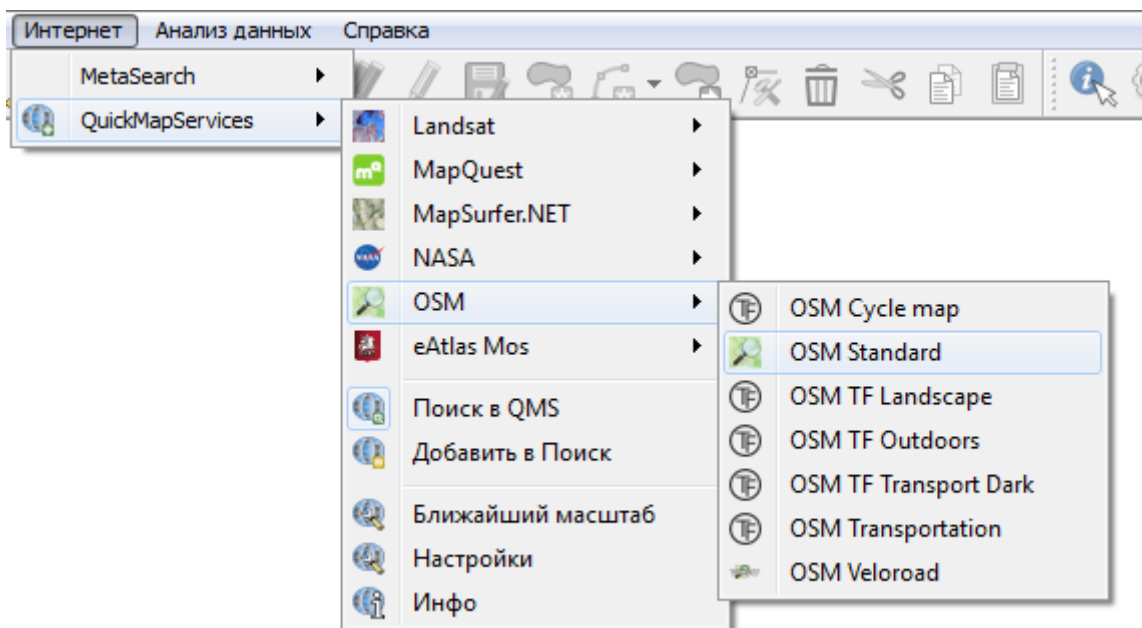 Интернет Анализ данных Справка
MetaSearch
QuickMapServices
Landsat
MapQuest
MapSurfer.NET
NASA
OSM
eAtlas Mos
Поиск в QMS
Добавить в Поиск
Ближайший масштаб
Настройки
Инфо
OSM Cycle map
OSM Standard
OSM TF Landscape
OSM TF Outdoors
OSM TF Transport Dark
OSM Transportation
OSM Veloroad